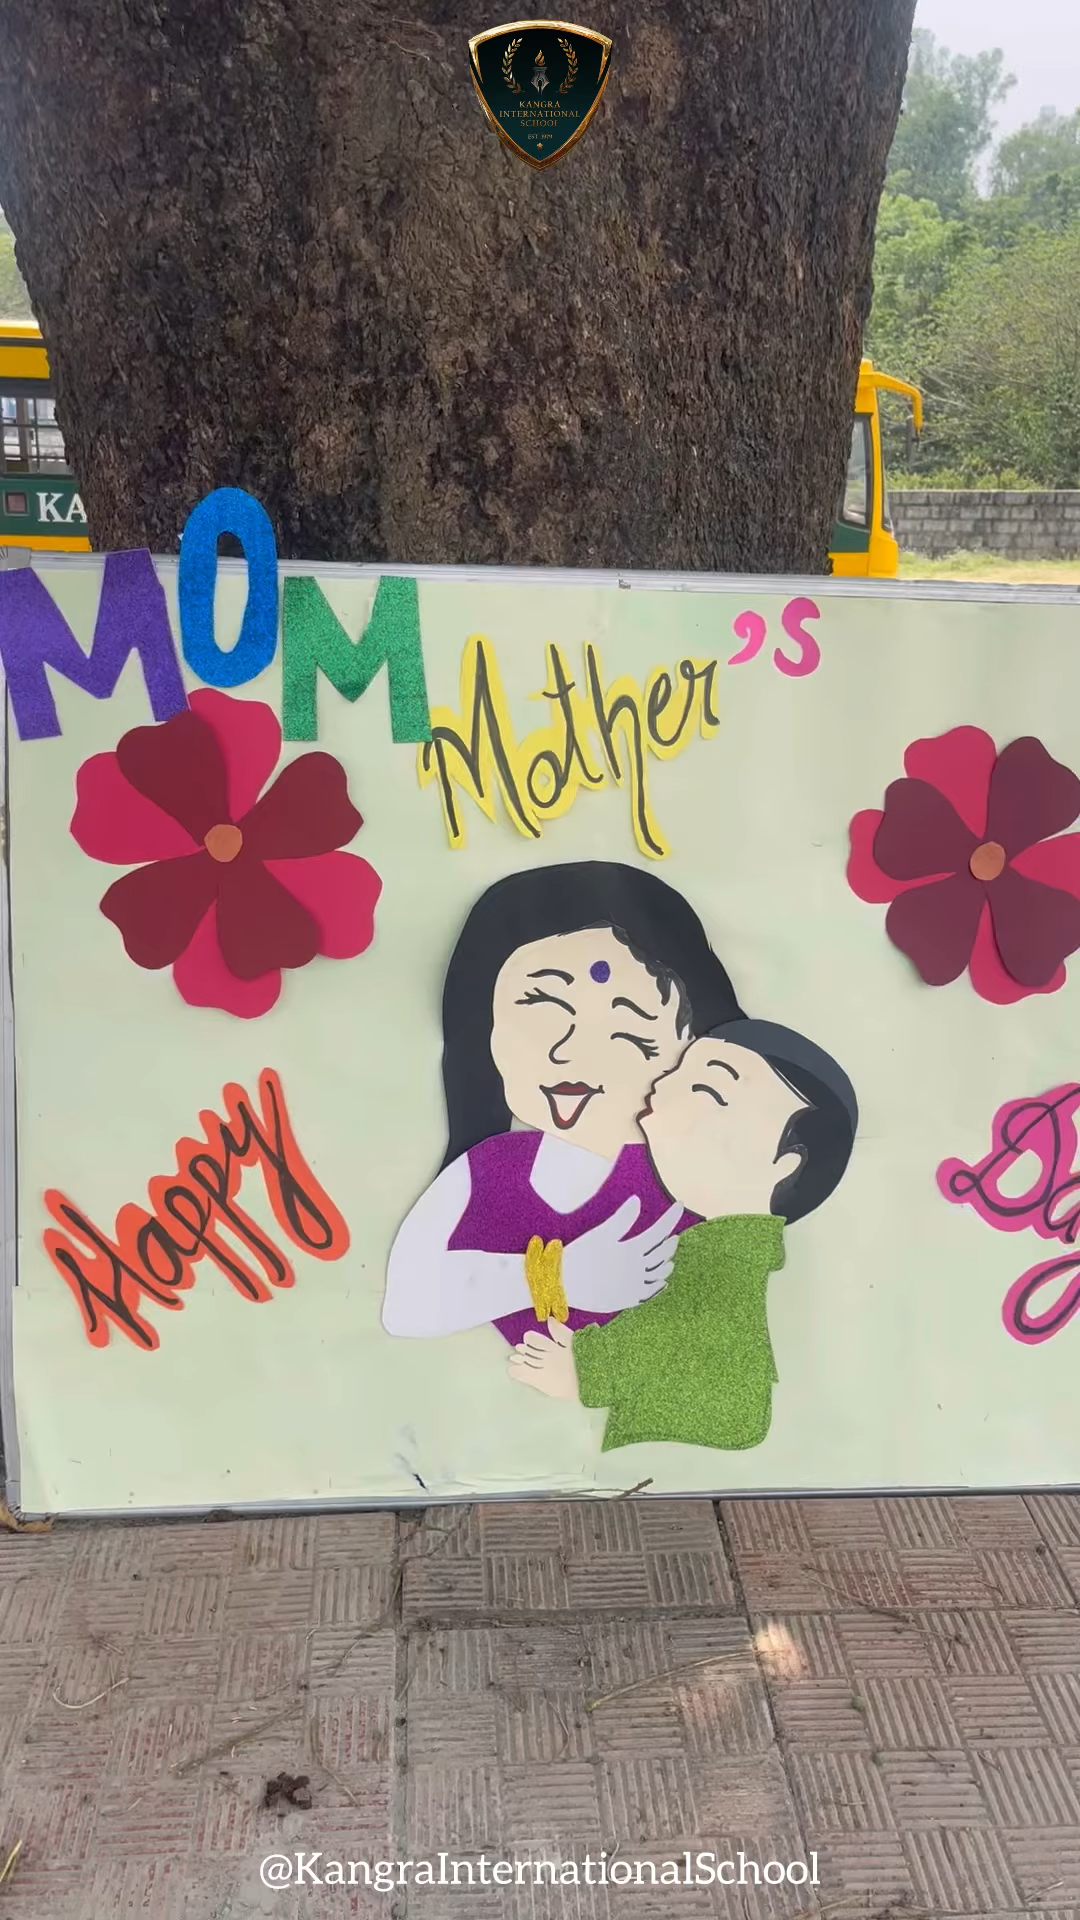 KANGRA
INTERNATIONAL
SCHOOL
KA
MOM
Mother's
Happy
@KangraInternationalSchool